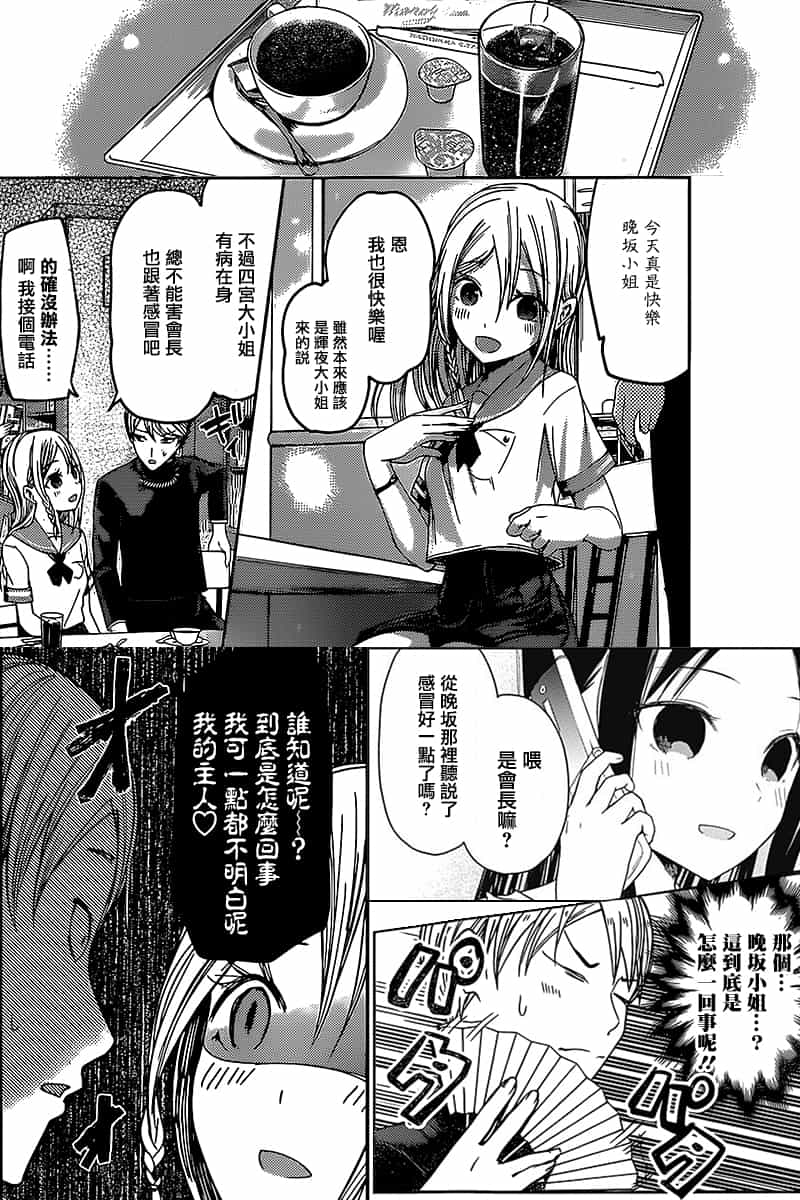 今天真是快樂
晚坂小姐
恩
我也很快樂喔
雖然本來應該
是輝夜大小姐
來的說
不過四宮大小姐
有病在身
總不能害會長
也跟著感冒吧
的確沒辦法……
啊 我接個電話
喂
是會長嘛?
從晚坂那裡聽說了
感冒好一點了嗎?
那個…
晚坂小姐…?
這到底是
怎麼一回事呢!!
パタ
パタ
誰知道呢~?
到底是怎麼回事
我可一點都不明白呢
我的主人♡